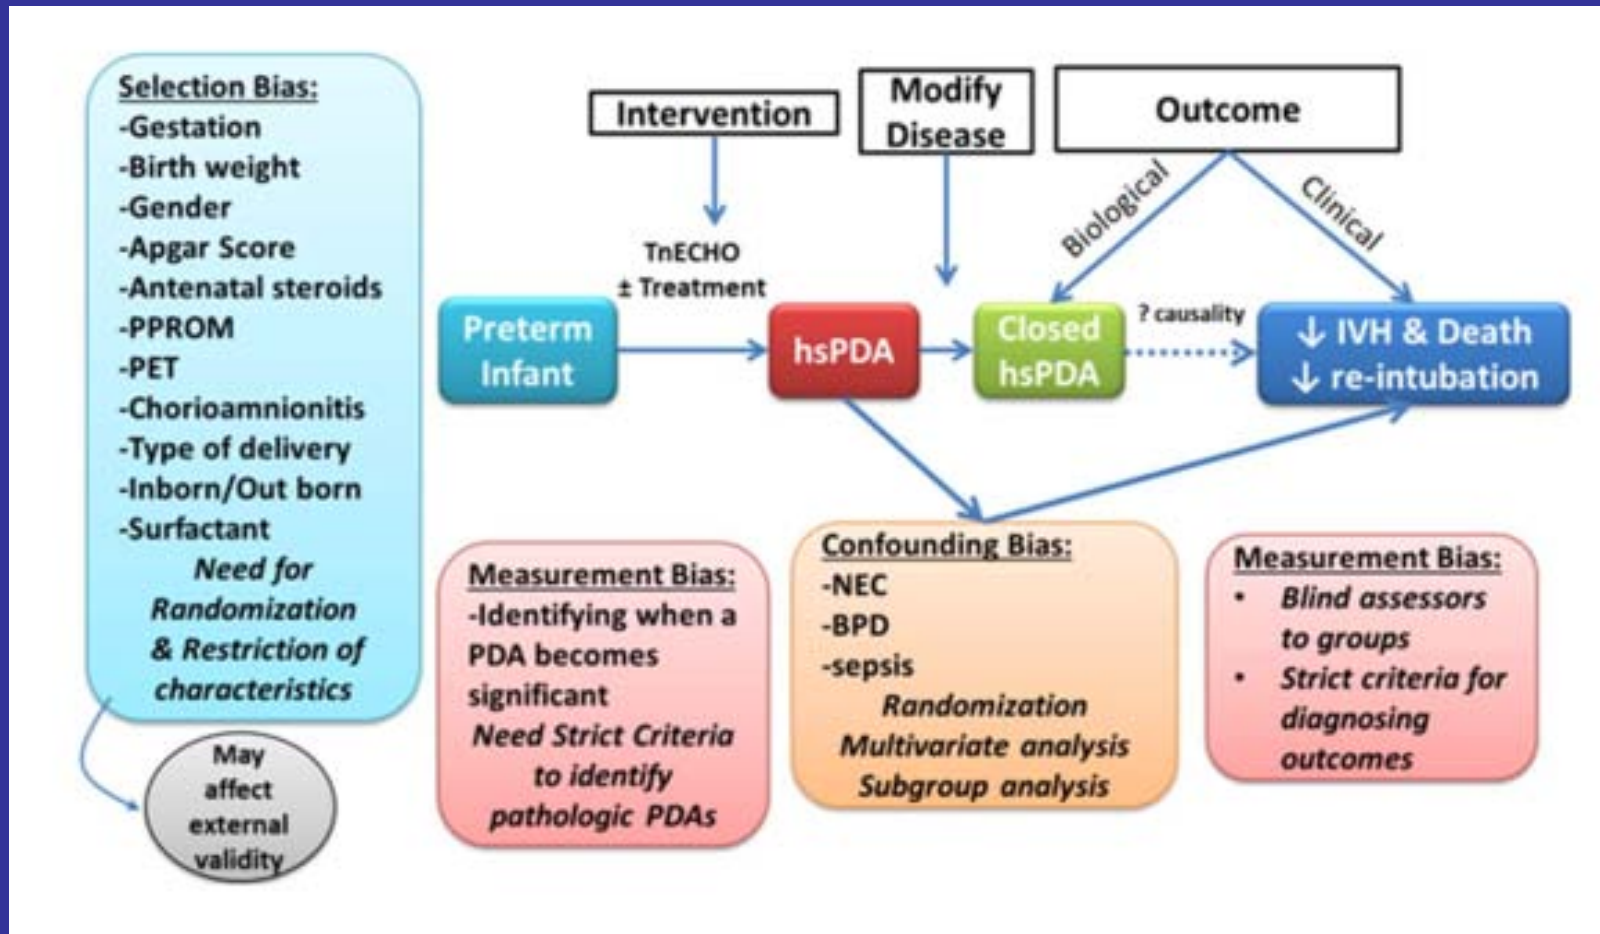 Selection Bias:
-Gestation
-Birth weight
-Gender
-Apgar Score
-Antenatal steroids
-PPROM
-PET
-Chorioamnionitis
-Type of delivery
-Inborn/Out born
-Surfactant
Need for
Randomization
& Restriction of
characteristics
May
affect
external
validity
Intervention
Modify
Disease
Outcome
Biological
Clinical
TnECHO
± Treatment
Preterm
Infant
hsPDA
Closed
hsPDA
? causality
↓ IVH & Death
↓ re-intubation
Measurement Bias:
-Identifying when a
PDA becomes
significant
Need Strict Criteria
to identify
pathologic PDAs
Confounding Bias:
-NEC
-BPD
-sepsis
Randomization
Multivariate analysis
Subgroup analysis
Measurement Bias:
• Blind assessors
to groups
• Strict criteria for
diagnosing
outcomes